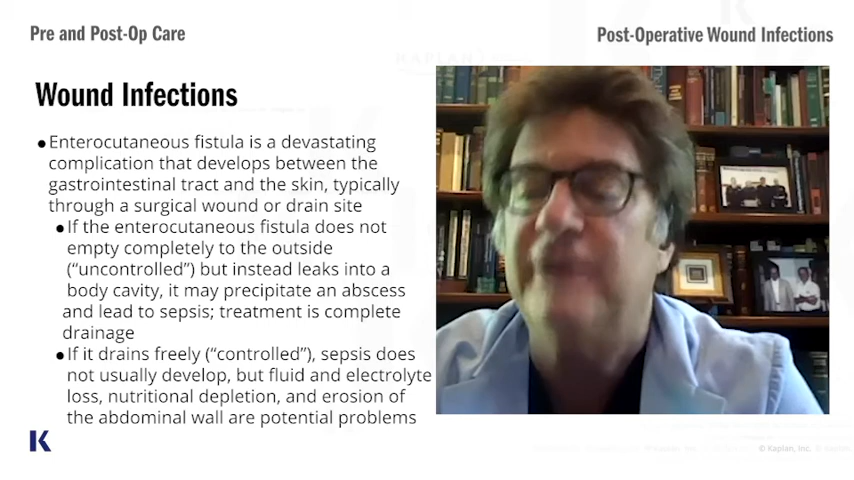 Pre and Post-Op Care
Post-Operative Wound Infections
Wound Infections
• Enterocutaneous fistula is a devastating
complication that develops between the
gastrointestinal tract and the skin, typically
through a surgical wound or drain site
• If the enterocutaneous fistula does not
empty completely to the outside
(“uncontrolled”) but instead leaks into a
body cavity, it may precipitate an abscess
and lead to sepsis; treatment is complete
drainage
• If it drains freely (“controlled”), sepsis does
not usually develop, but fluid and electrolyte
loss, nutritional depletion, and erosion of
the abdominal wall are potential problems
K
© Kaplan, Inc.